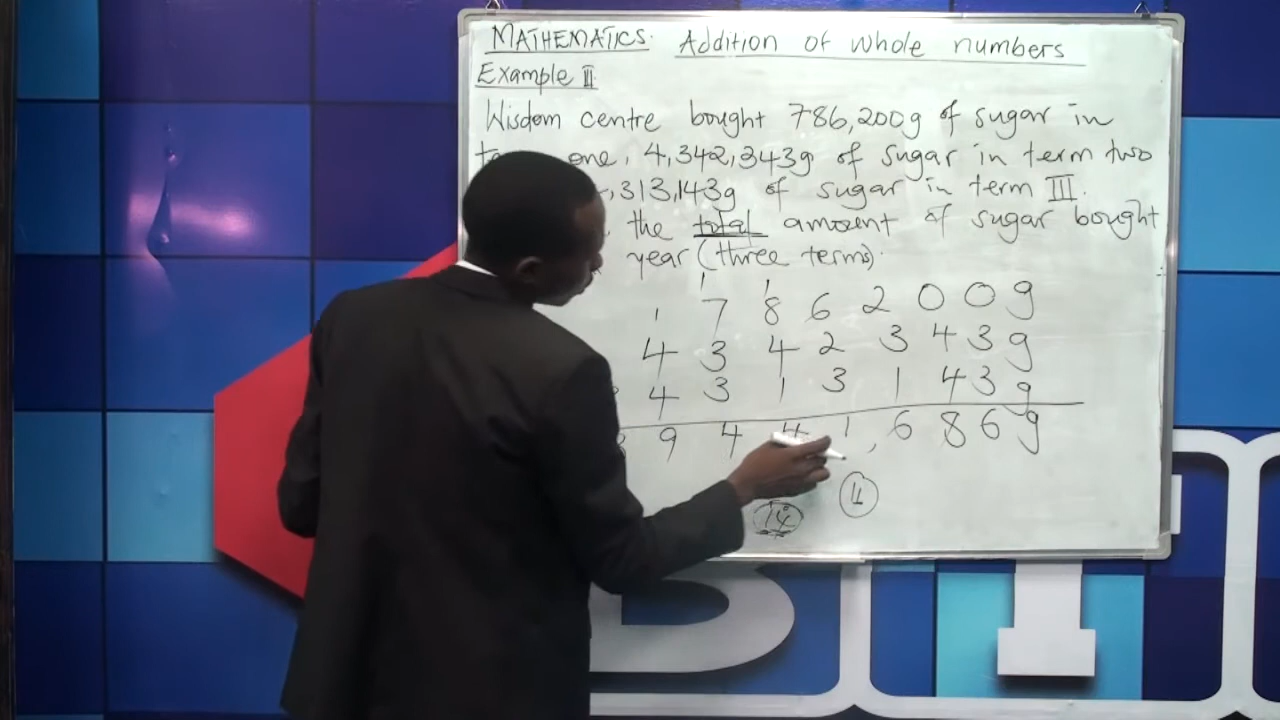 MATHEMATICS. Addition of whole numbers
Example II
Wisdom centre bought 786,200g of sugar in
one, 4,342,343g of sugar in term two
,313,143g of sugar in term III.
the total amount of sugar bought
year (three terms).
1 1 1
7 8 6 2 0 0 g
4 3 4 2 3 4 3 g
4 3 1 3 1 4 3 g
9 4 4 1, 6 8 6 g
11
14
B